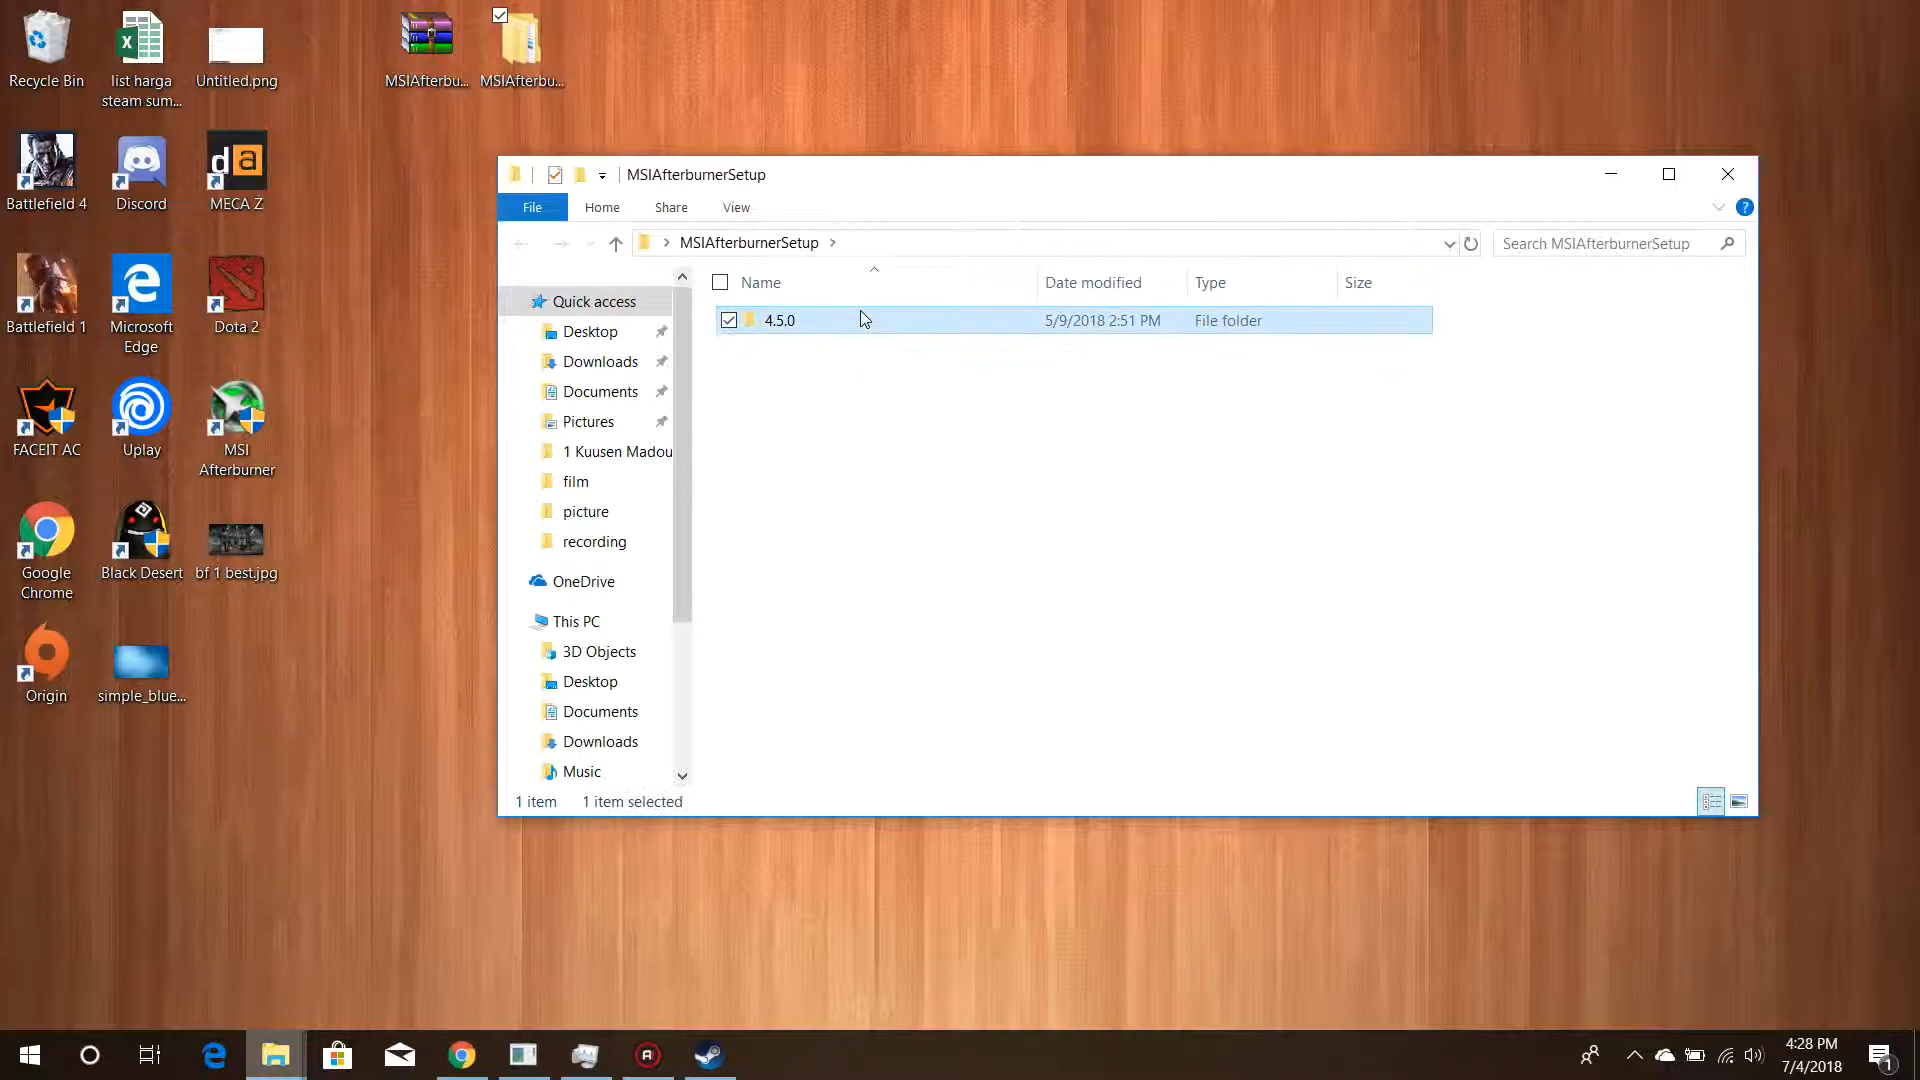 Recycle Bin
list harga
steam sum...
Untitled.png
MSIAfterbu...
MSIAfterbu...
Battlefield 4
Discord
da
MECA Z
Battlefield 1
Microsoft
Edge
Dota 2
FACEIT AC
Uplay
MSI
Afterburner
Google
Chrome
Black Desert
bf 1 best.jpg
Origin
simple_blue...
MSIAfterburnerSetup
File
Home
Share
View
MSIAfterburnerSetup
Search MSIAfterburnerSetup
Name
Date modified
Type
Size
4.5.0
5/9/2018 2:51 PM
File folder
Quick access
Desktop
Downloads
Documents
Pictures
1 Kuusen Madou
film
picture
recording
OneDrive
This PC
3D Objects
Desktop
Documents
Downloads
Music
1 item
1 item selected
4:28 PM
7/4/2018
1